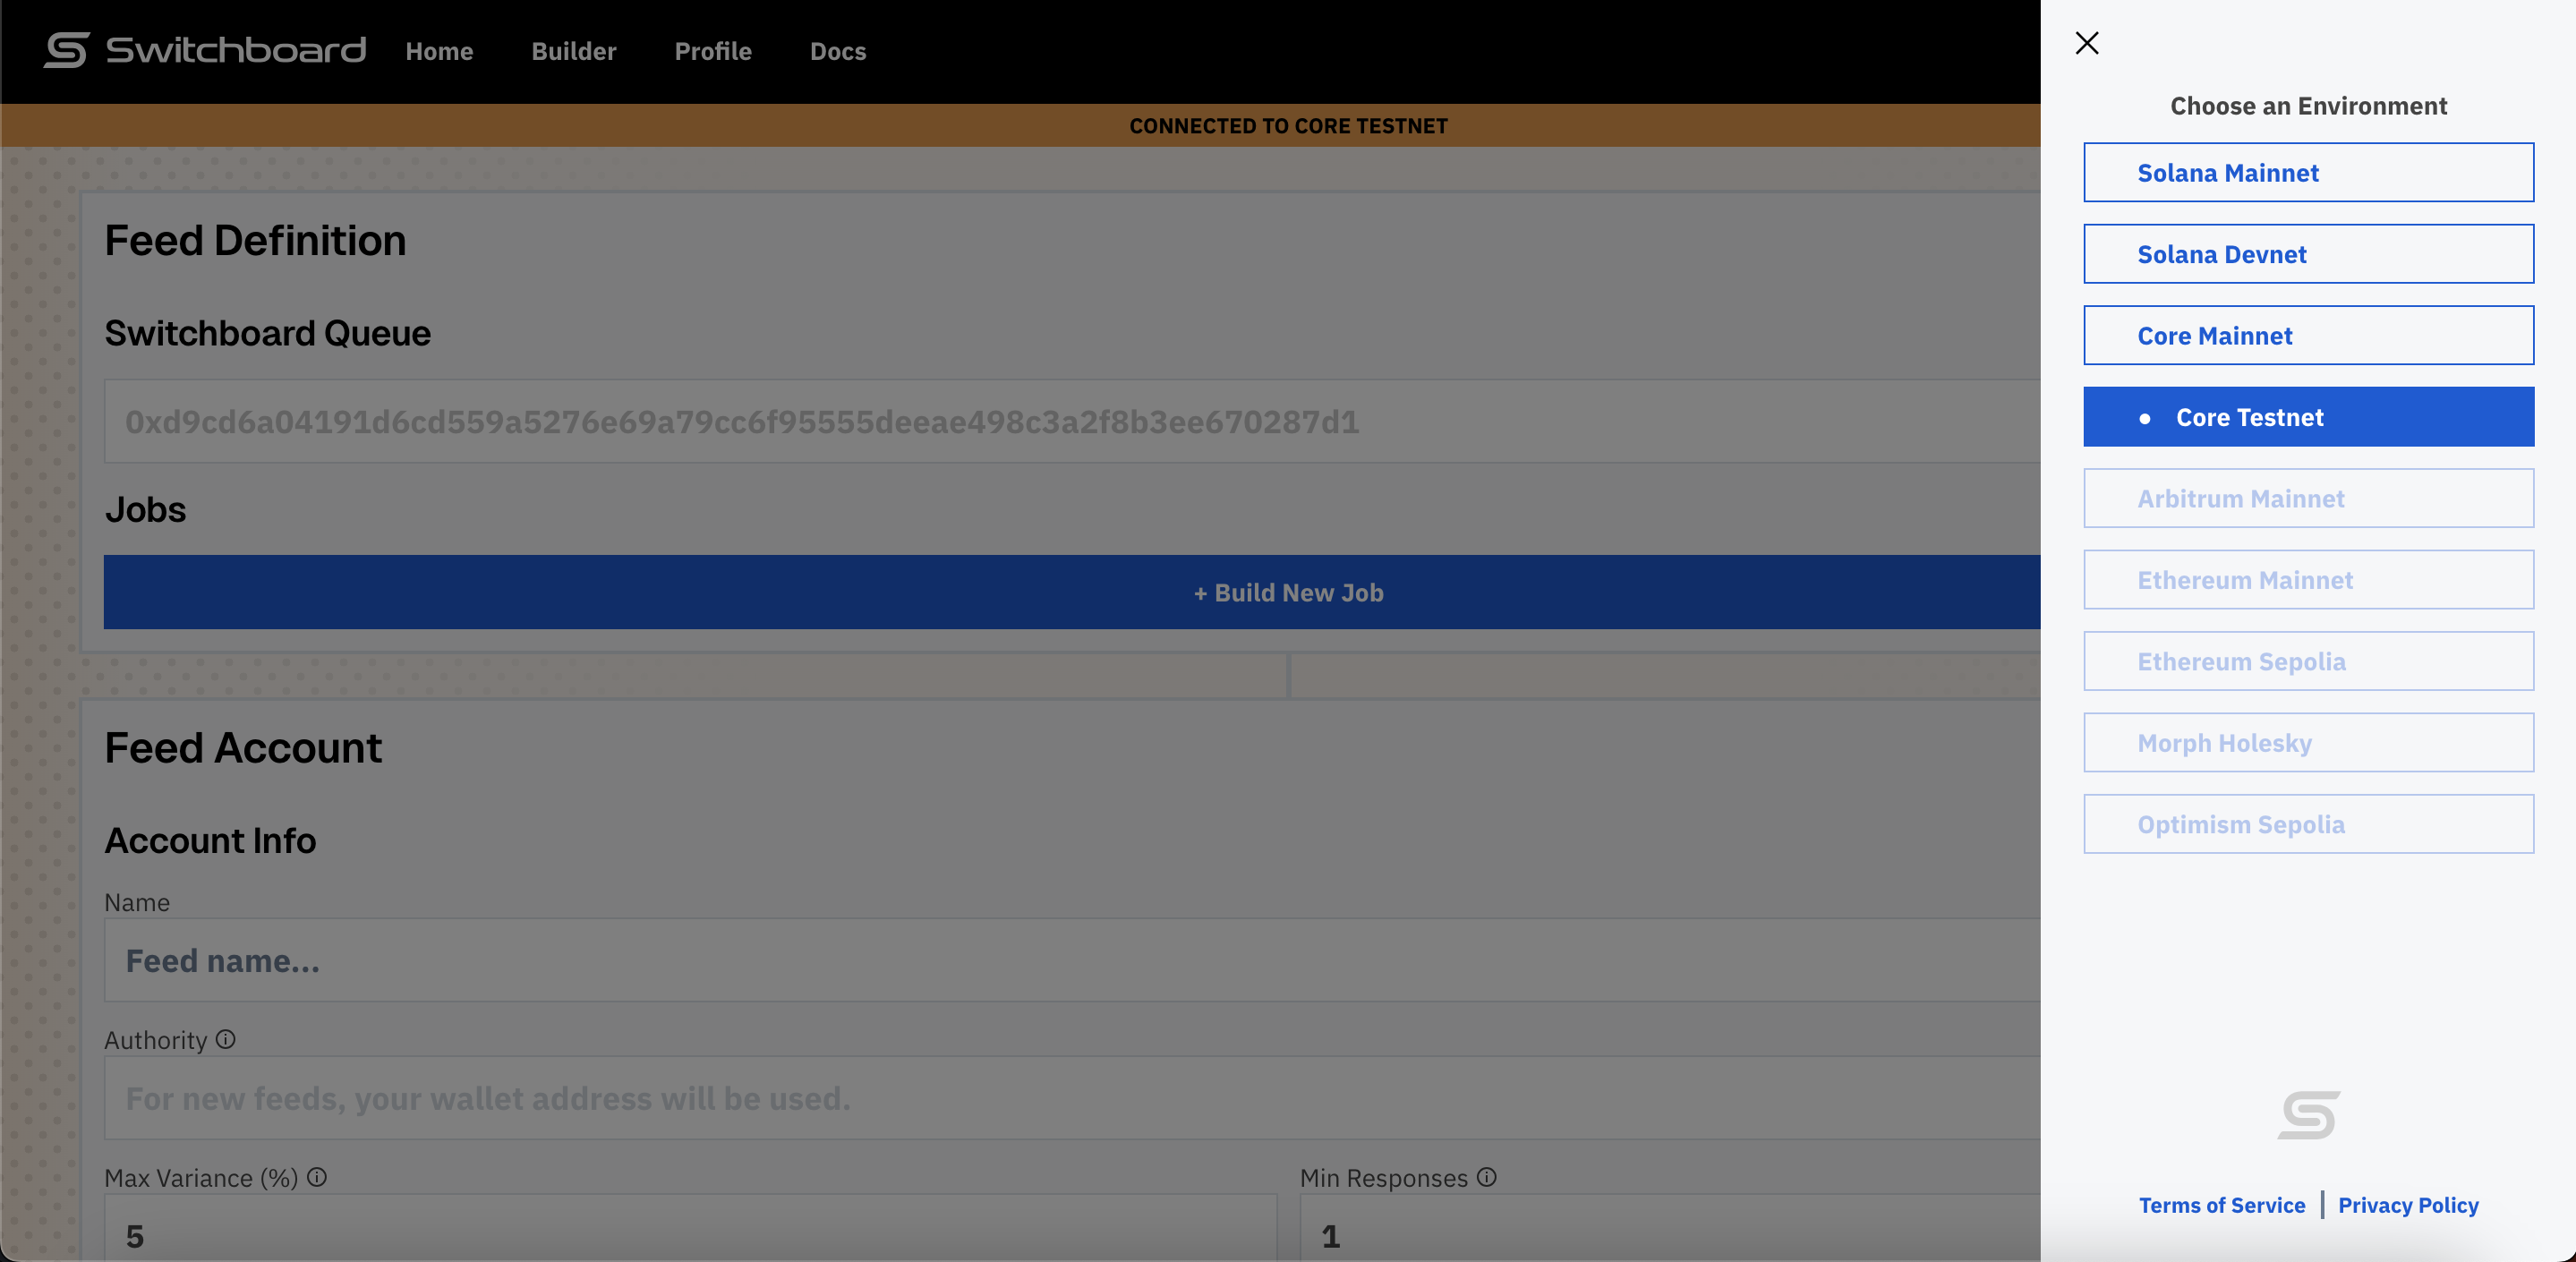 Switchboard Home Builder Profile Docs
CONNECTED TO CORE TESTNET
Feed Definition
Switchboard Queue
0xd9cd6a04191d6cd559a5276e69a79cc6f95555deeae498c3a2f8b3ee670287d1
Jobs
+ Build New Job
Feed Account
Account Info
Name
Feed name...
Authority
For new feeds, your wallet address will be used.
Max Variance (%) Min Responses
5 1
Choose an Environment
Solana Mainnet
Solana Devnet
Core Mainnet
Core Testnet
Arbitrum Mainnet
Ethereum Mainnet
Ethereum Sepolia
Morph Holesky
Optimism Sepolia
Terms of Service | Privacy Policy